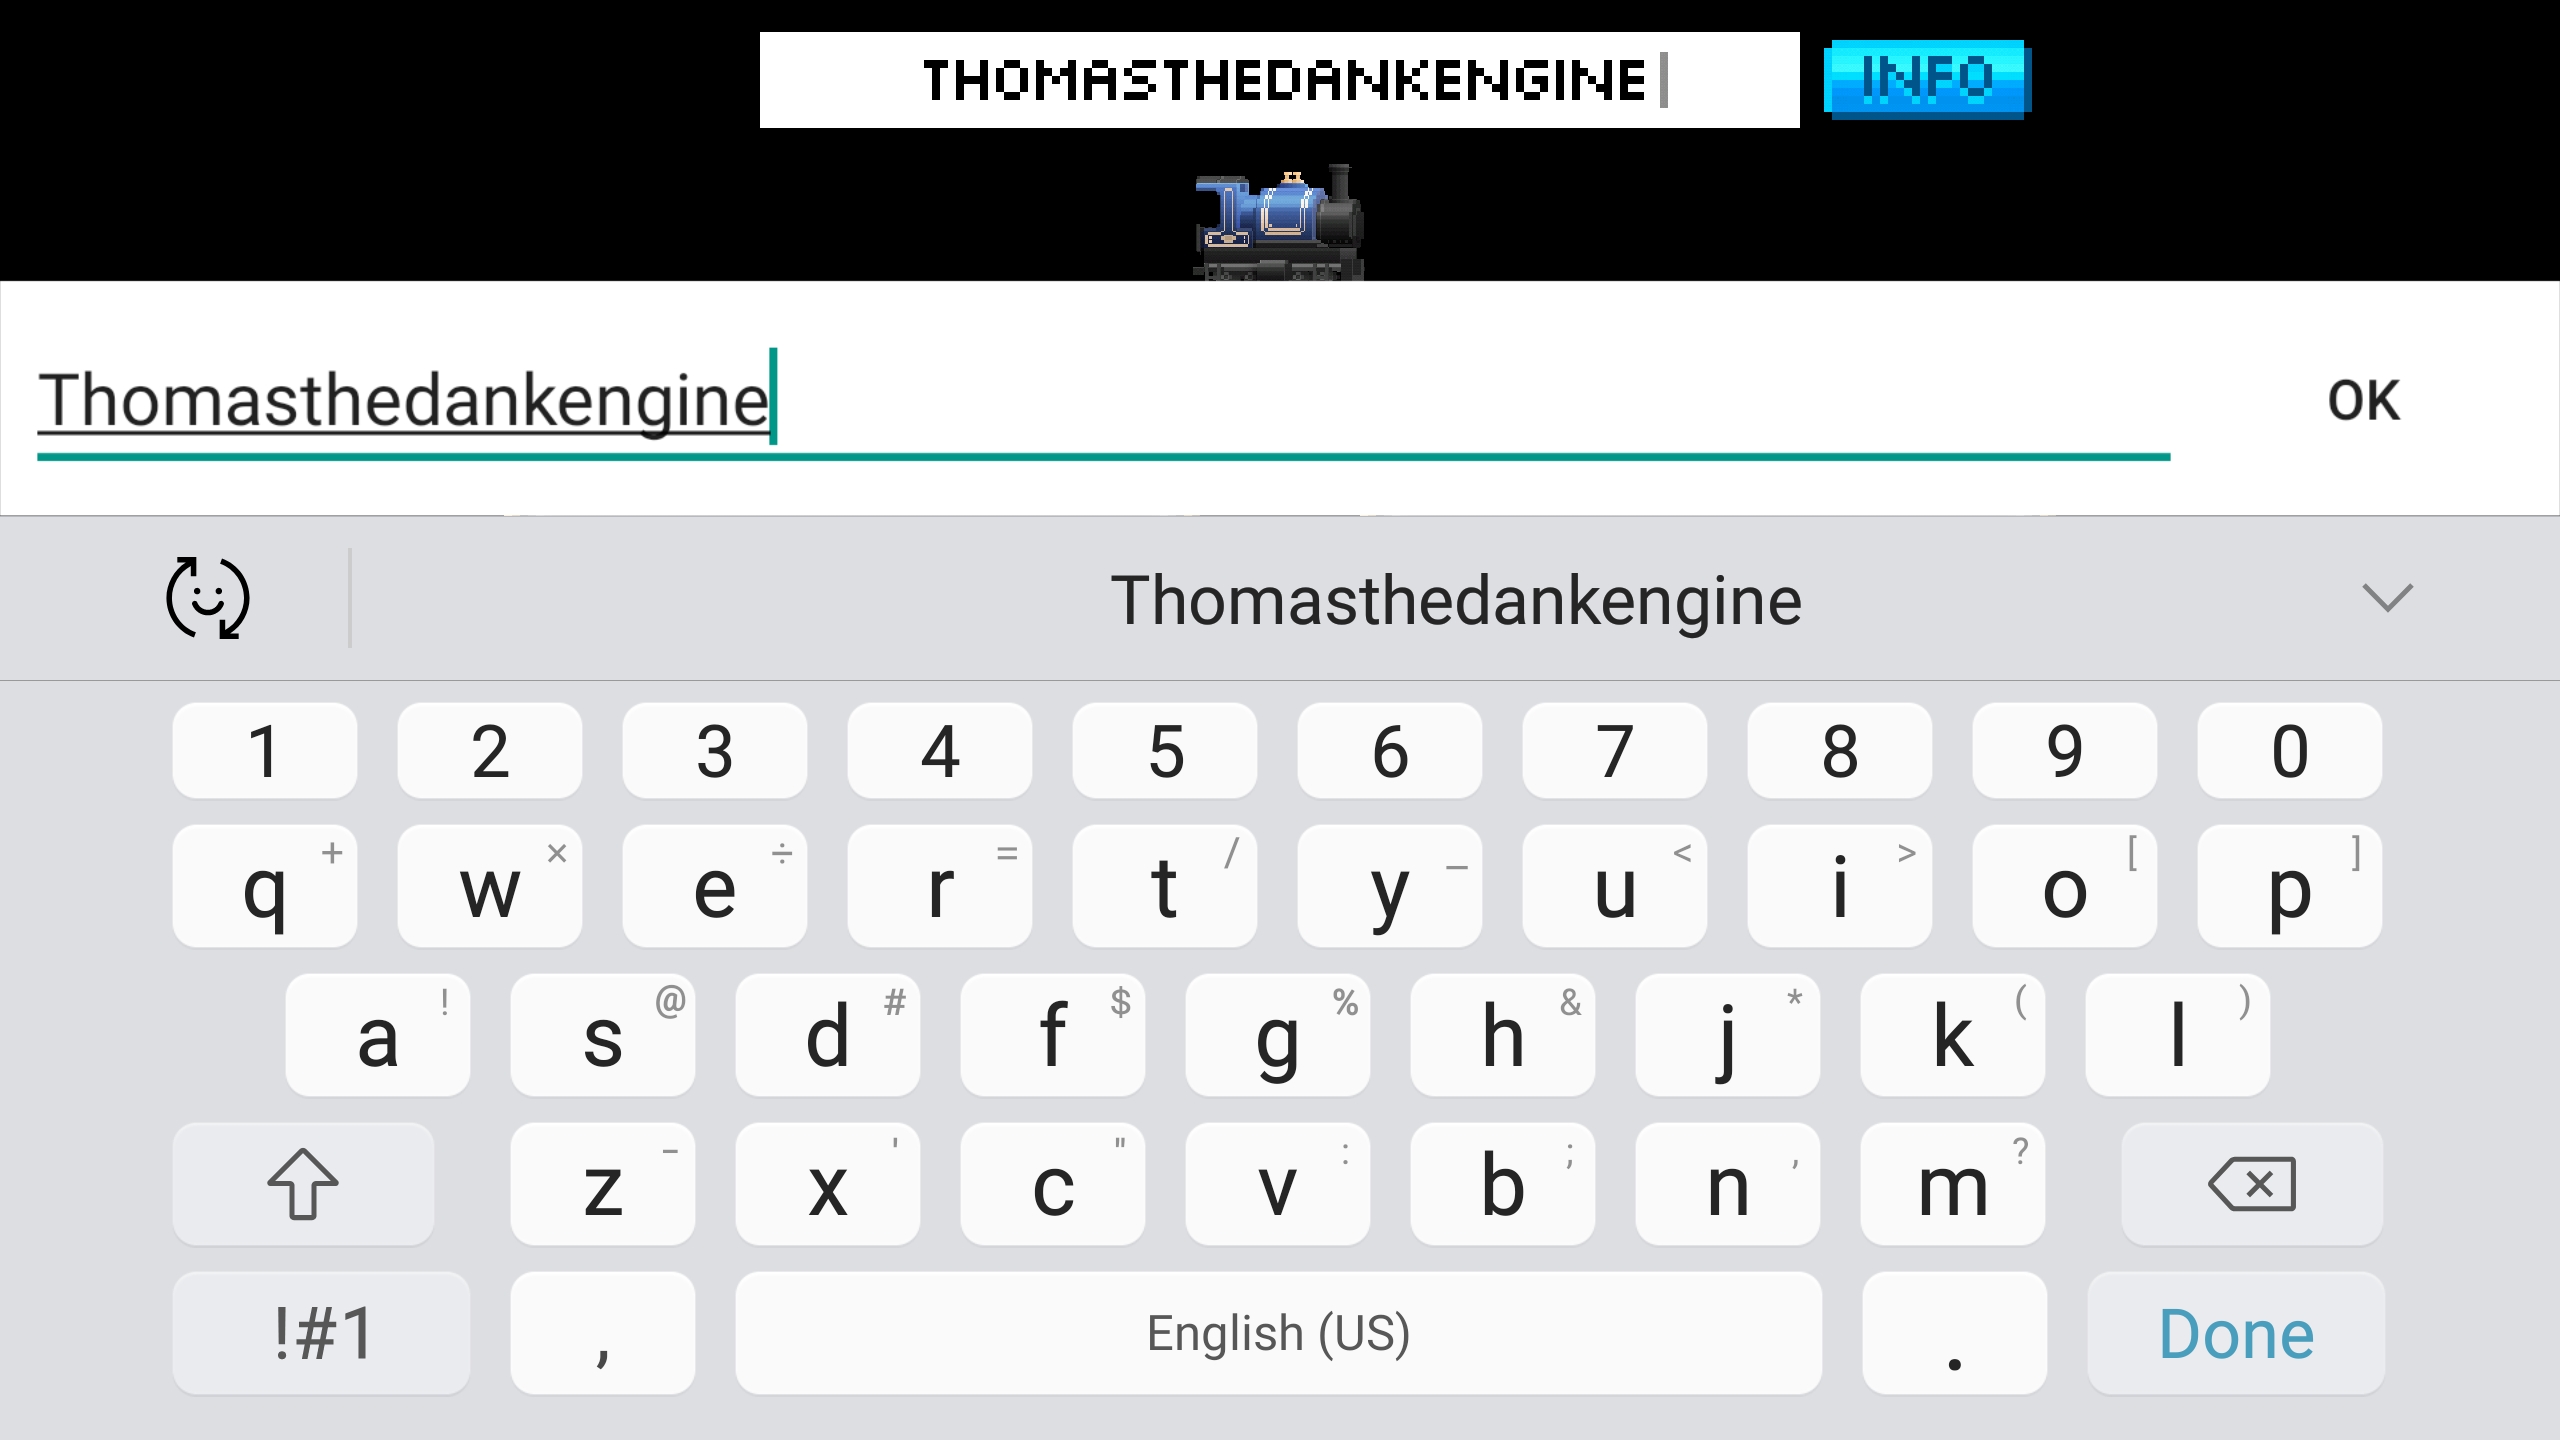 THOMASTHEDANKENGINE
INFO
Thomasthedankengine
OK
Thomasthedankengine
1 2 3 4 5 6 7 8 9 0
q + w × e ÷ r = t / y _ u < i > o [ p ]
a ! s @ d # f $ g % h & j * k ( l )
z - x ' c " v : b ; n , m ?
!#1 , English (US) . Done